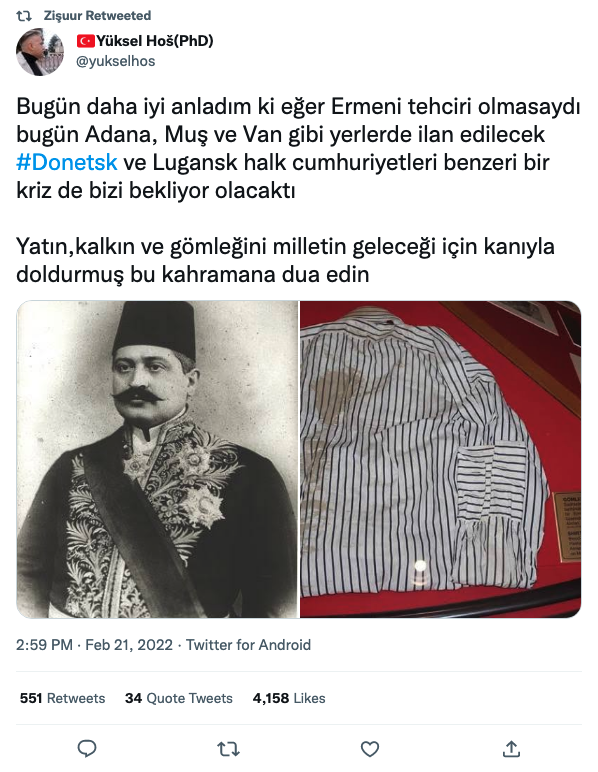 Zişuur Retweeted
Yüksel Hoš(PhD)
@yukselhos
Bugün daha iyi anladım ki eğer Ermeni tehciri olmasaydı
bugün Adana, Muş ve Van gibi yerlerde ilan edilecek
#Donetsk ve Lugansk halk cumhuriyetleri benzeri bir
kriz de bizi bekliyor olacaktı
Yatın,kalkın ve gömleğini milletin geleceği için kanıyla
doldurmuş bu kahramana dua edin
2:59 PM · Feb 21, 2022 · Twitter for Android
551 Retweets 34 Quote Tweets 4,158 Likes